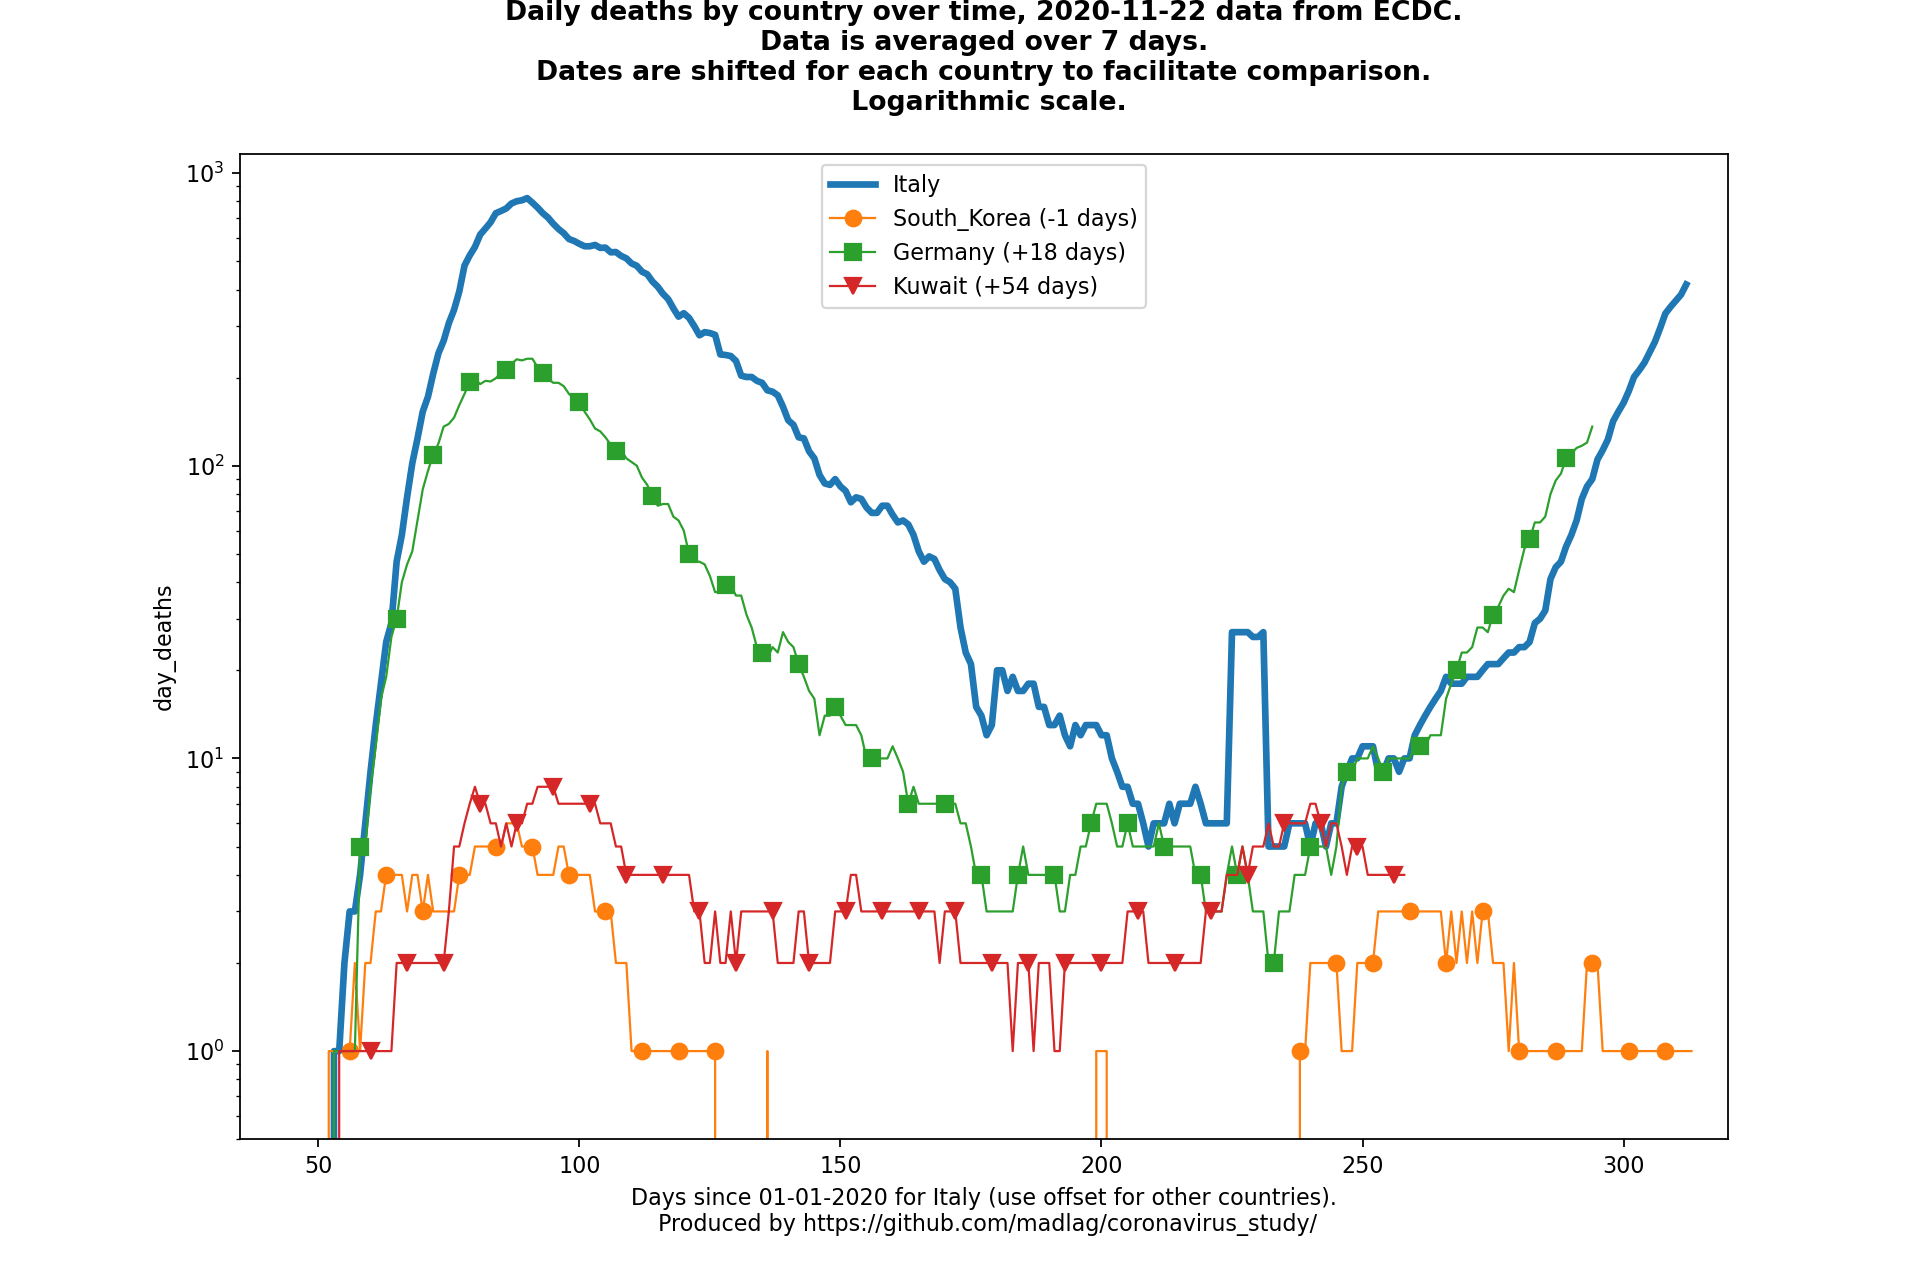 Daily deaths by country over time, 2020-11-22 data from ECDC.
Data is averaged over 7 days.
Dates are shifted for each country to facilitate comparison.
Logarithmic scale.
10³
10²
10¹
10⁰
day_deaths
Italy
South_Korea (-1 days)
Germany (+18 days)
Kuwait (+54 days)
50 100 150 200 250 300
Days since 01-01-2020 for Italy (use offset for other countries).
Produced by https://github.com/madlag/coronavirus_study/